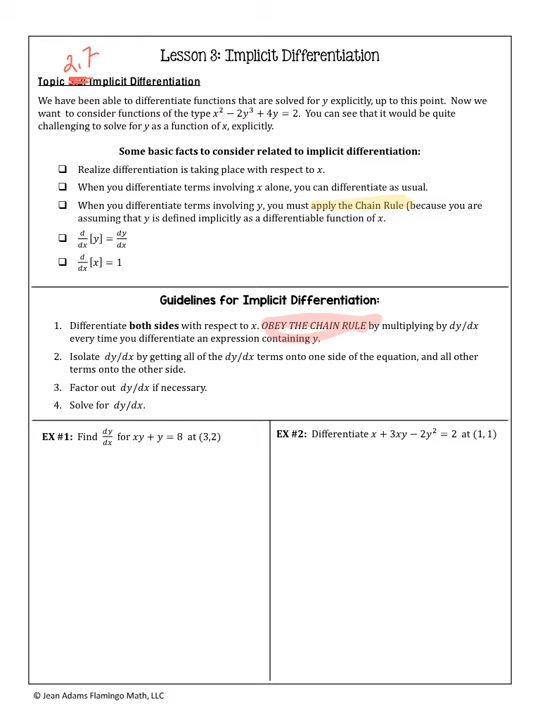 Lesson 3: Implicit Differentiation
2.7
Topic Implicit Differentiation
We have been able to differentiate functions that are solved for y explicitly, up to this point. Now we
want to consider functions of the type x² − 2y³ + 4y = 2. You can see that it would be quite
challenging to solve for y as a function of x, explicitly.
Some basic facts to consider related to implicit differentiation:
❑ Realize differentiation is taking place with respect to x.
❑ When you differentiate terms involving x alone, you can differentiate as usual.
❑ When you differentiate terms involving y, you must apply the Chain Rule (because you are
assuming that y is defined implicitly as a differentiable function of x.
❑ d/dx [y] = dy/dx
❑ d/dx [x] = 1
Guidelines for Implicit Differentiation:
1. Differentiate both sides with respect to x. OBEY THE CHAIN RULE by multiplying by dy/dx
every time you differentiate an expression containing y.
2. Isolate dy/dx by getting all of the dy/dx terms onto one side of the equation, and all other
terms onto the other side.
3. Factor out dy/dx if necessary.
4. Solve for dy/dx.
EX #1: Find dy/dx for xy + y = 8 at (3,2)
EX #2: Differentiate x + 3xy − 2y² = 2 at (1, 1)
© Jean Adams Flamingo Math, LLC